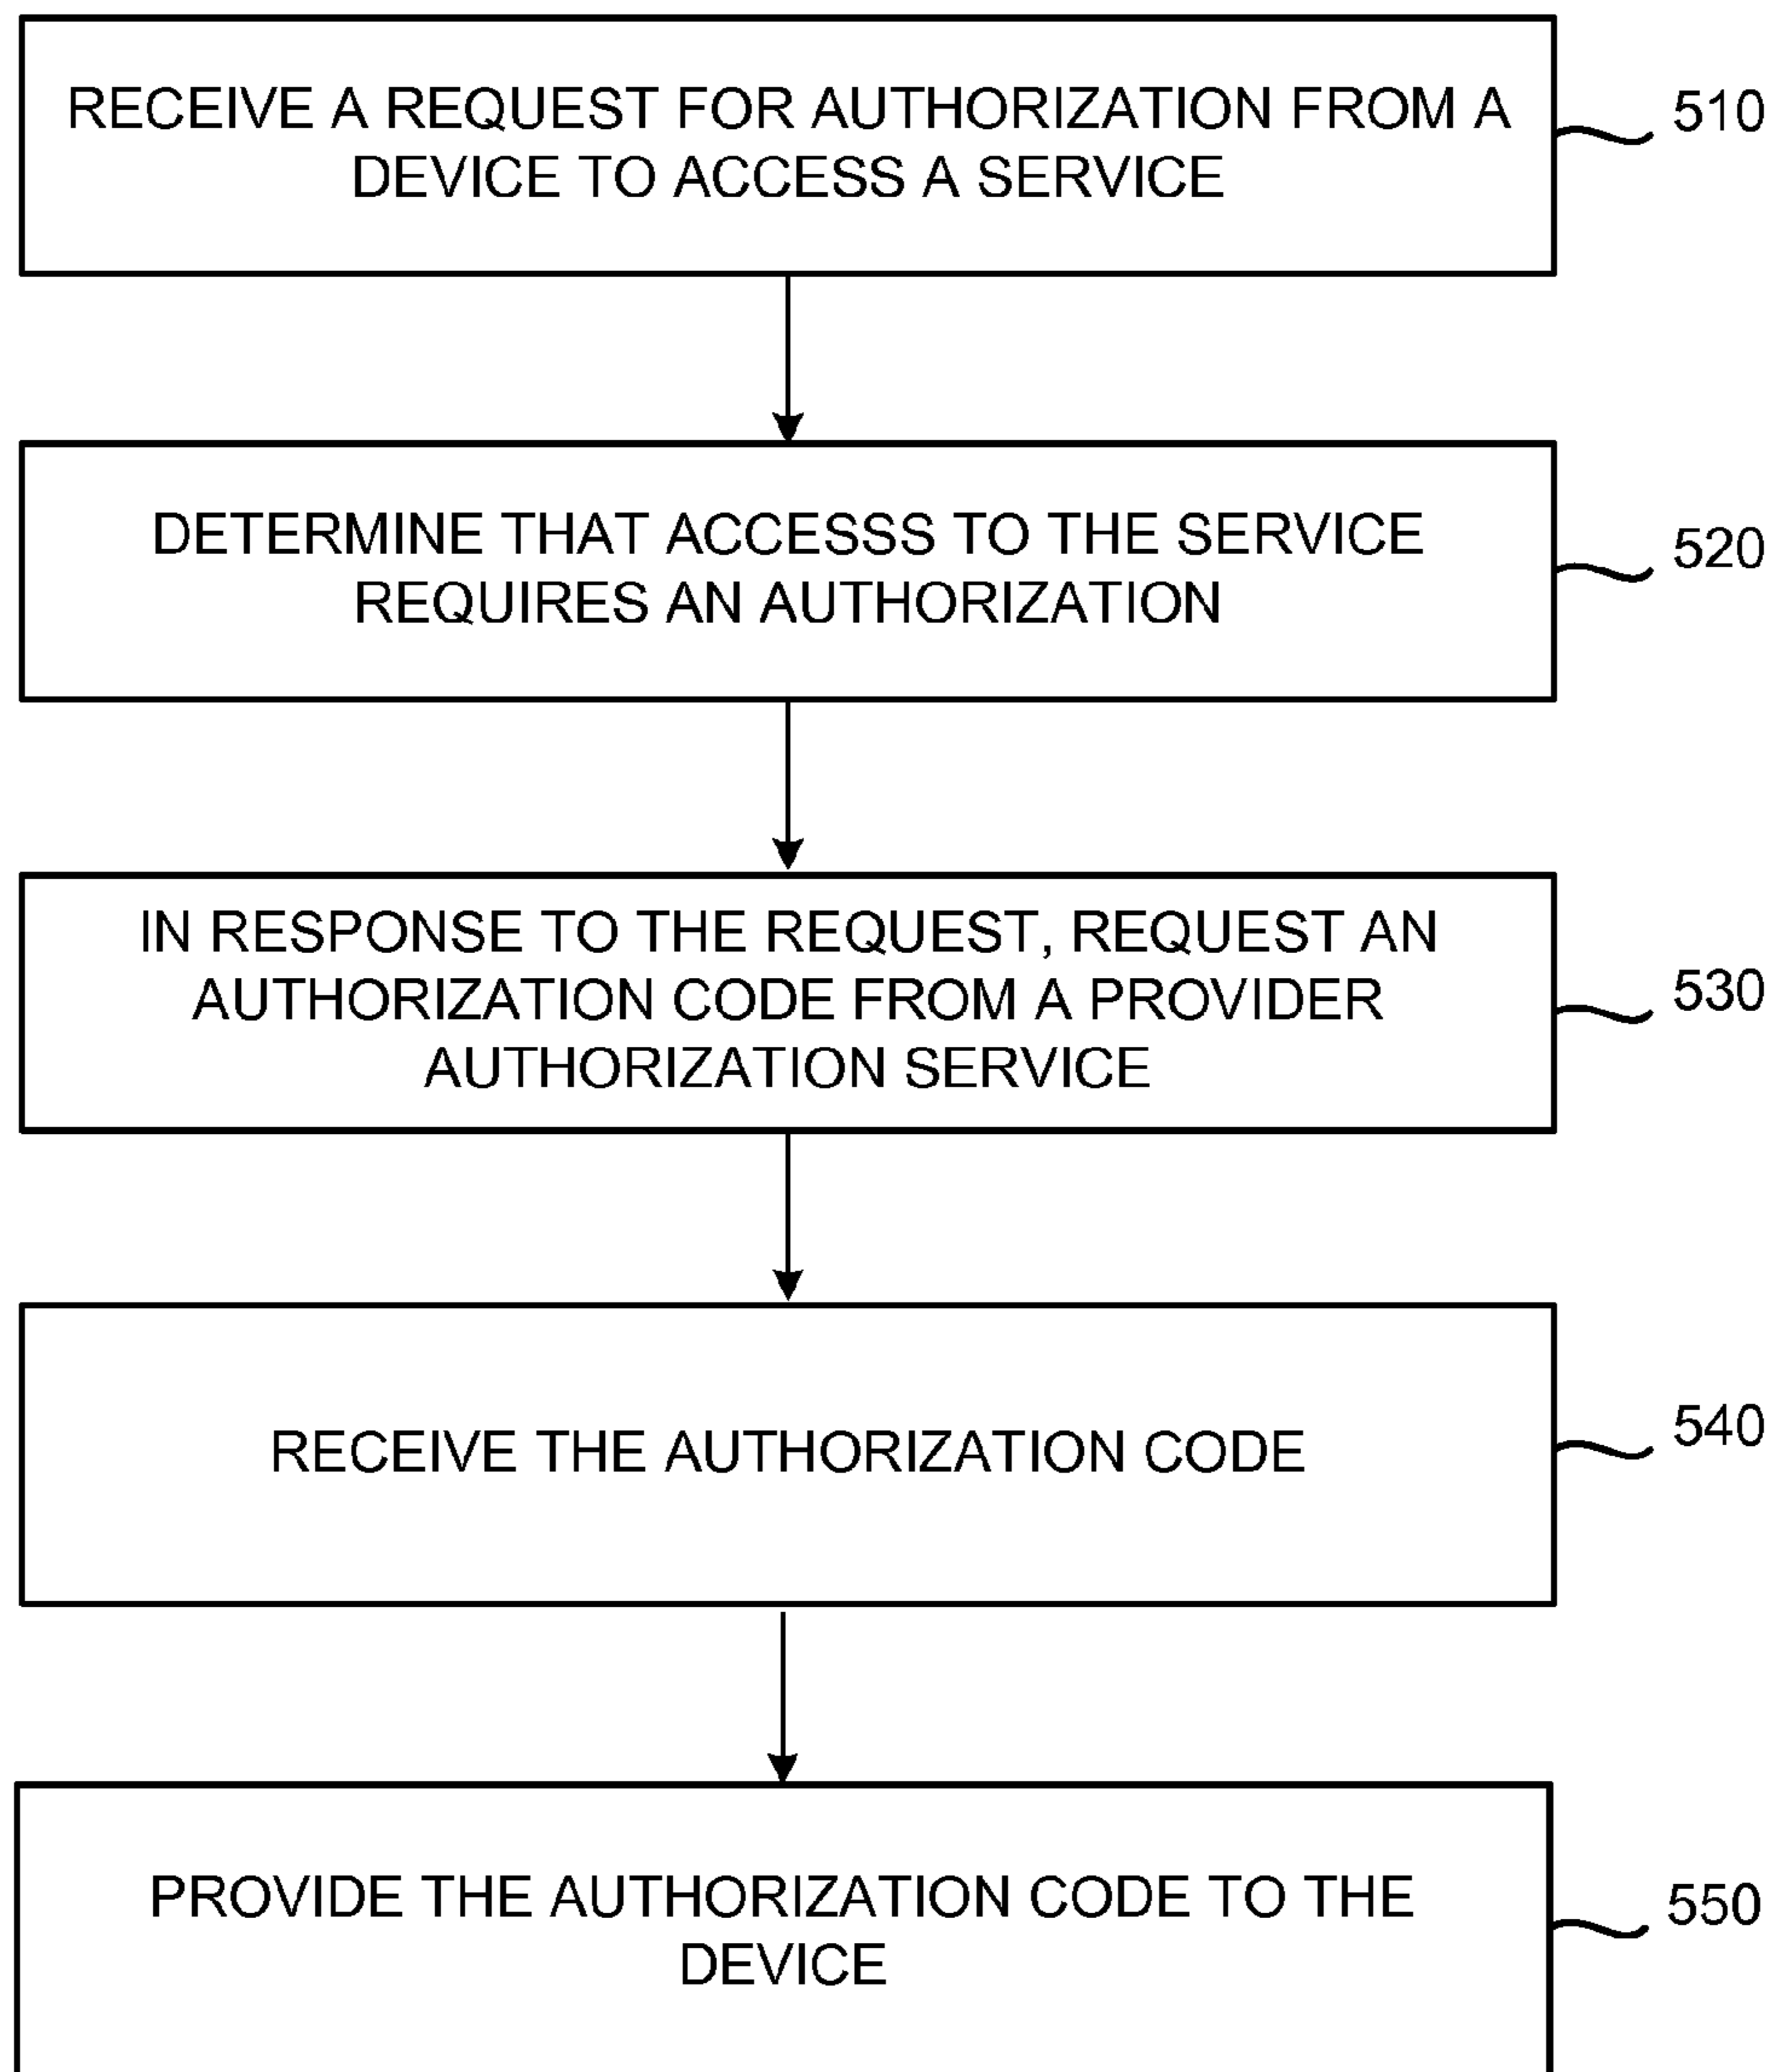 RECEIVE A REQUEST FOR AUTHORIZATION FROM A
DEVICE TO ACCESS A SERVICE
510
DETERMINE THAT ACCESSS TO THE SERVICE
REQUIRES AN AUTHORIZATION
520
IN RESPONSE TO THE REQUEST, REQUEST AN
AUTHORIZATION CODE FROM A PROVIDER
AUTHORIZATION SERVICE
530
RECEIVE THE AUTHORIZATION CODE
540
PROVIDE THE AUTHORIZATION CODE TO THE
DEVICE
550